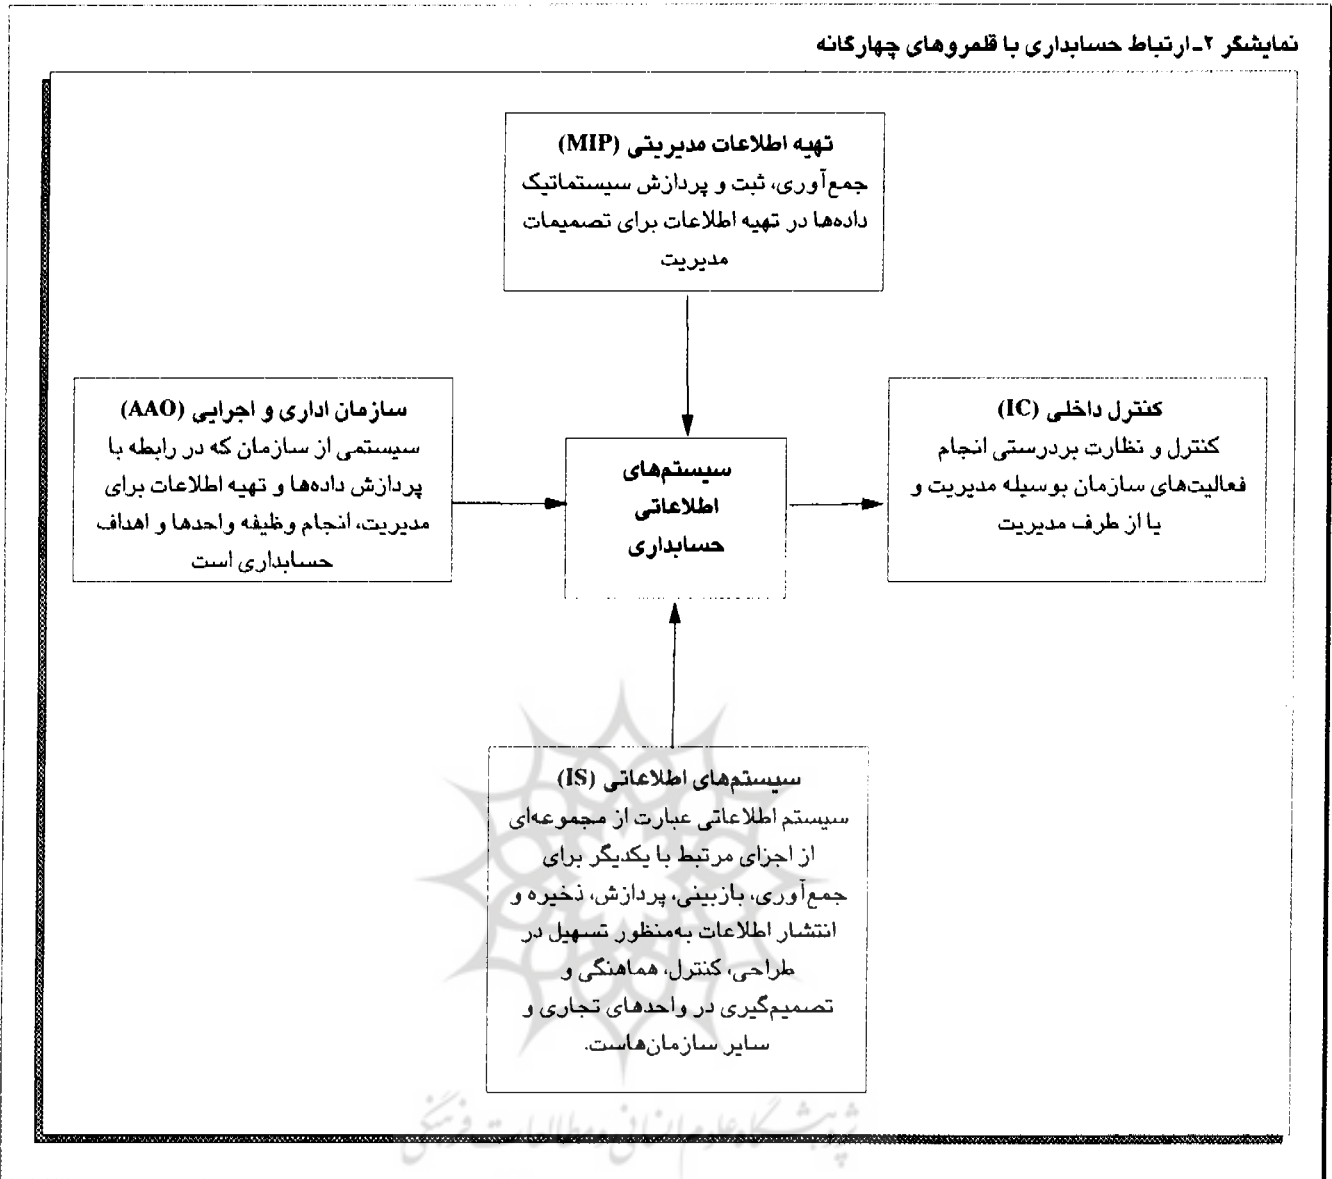 نمایشگر ۲ـ ارتباط حسابداری با قلمروهای چهارگانه
تهیه اطلاعات مدیریتی (MIP)
جمع‌آوری، ثبت و پردازش سیستماتیک
داده‌ها در تهیه اطلاعات برای تصمیمات
مدیریت
کنترل داخلی (IC)
کنترل و نظارت بردرستی انجام
فعالیت‌های سازمان بوسیله مدیریت و
یا از طرف مدیریت
سیستم‌های
اطلاعاتی
حسابداری
سازمان اداری و اجرایی (AAO)
سیستمی از سازمان که در رابطه با
پردازش داده‌ها و تهیه اطلاعات برای
مدیریت، انجام وظیفه واحدها و اهداف
حسابداری است
سیستم‌های اطلاعاتی (IS)
سیستم اطلاعاتی عبارت از مجموعه‌ای
از اجزای مرتبط با یکدیگر برای
جمع‌آوری، بازبینی، پردازش، ذخیره و
انتشار اطلاعات به‌منظور تسهیل در
طراحی، کنترل، هماهنگی و
تصمیم‌گیری در واحدهای تجاری و
سایر سازمان‌هاست.
پژوهشگاه علوم انسانی و مطالعات فرهنگی